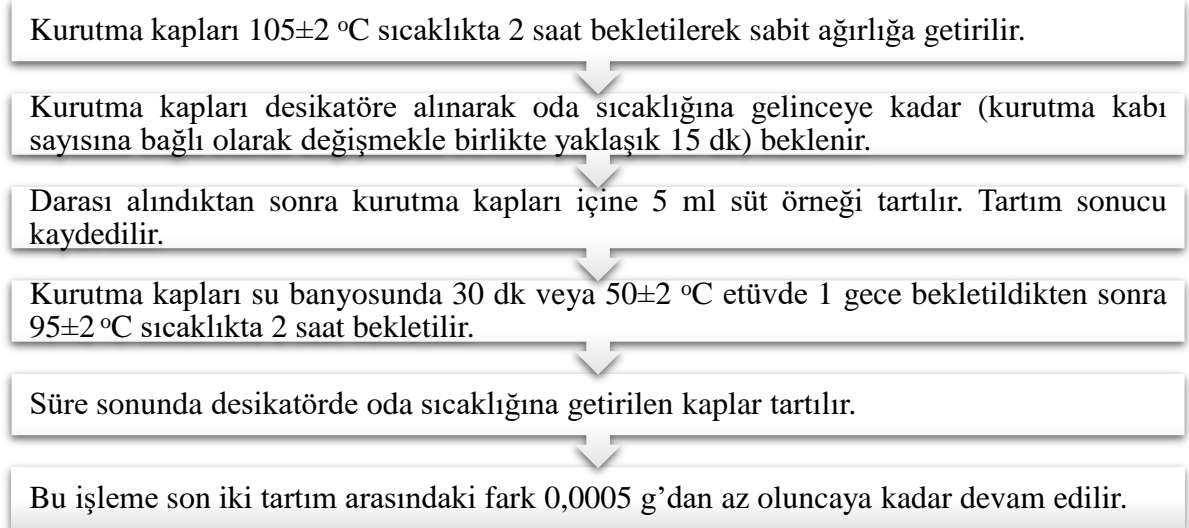 Kurutma kapları 105±2 ᵒC sıcaklıkta 2 saat bekletilerek sabit ağırlığa getirilir.
Kurutma kapları desikatöre alınarak oda sıcaklığına gelinceye kadar (kurutma kabı
sayısına bağlı olarak değişmekle birlikte yaklaşık 15 dk) beklenir.
Darası alındıktan sonra kurutma kapları içine 5 ml süt örneği tartılır. Tartım sonucu
kaydedilir.
Kurutma kapları su banyosunda 30 dk veya 50±2 ᵒC etüvde 1 gece bekletildikten sonra
95±2 ᵒC sıcaklıkta 2 saat bekletilir.
Süre sonunda desikatörde oda sıcaklığına getirilen kaplar tartılır.
Bu işleme son iki tartım arasındaki fark 0,0005 g’dan az oluncaya kadar devam edilir.